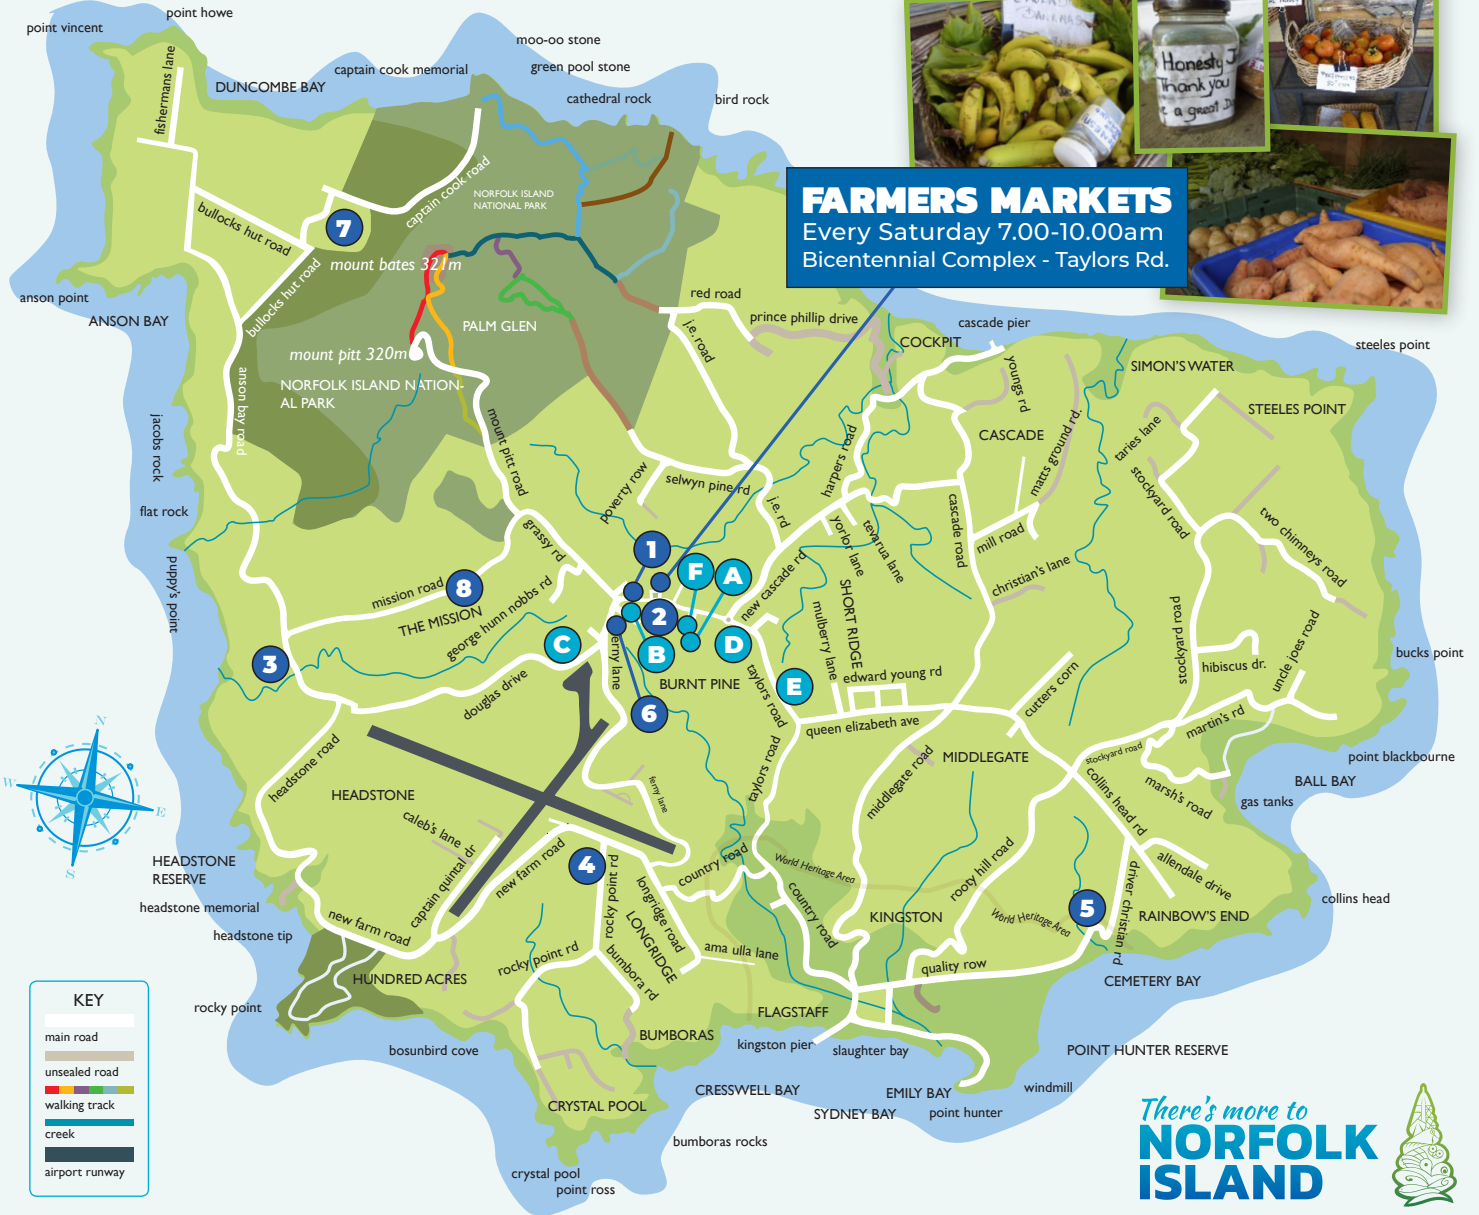 point howe
point vincent
fishermans lane
DUNCOMBE BAY
captain cook memorial
moo-oo stone
green pool stone
cathedral rock
bird rock
Honesty
Thank you
a great
FARMERS MARKETS
Every Saturday 7.00-10.00am
Bicentennial Complex - Taylors Rd.
captain cook road
NORFOLK ISLAND
NATIONAL PARK
bullocks hut road
7
mount bates 321m
bullocks hut road
anson point
ANSON BAY
PALM GLEN
mount pitt 320m
NORFOLK ISLAND NATION-
AL PARK
anson bay road
jacobs rock
flat rock
puppy's point
red road
j.e. road
prince phillip drive
COCKPIT
cascade pier
steeles point
SIMON'S WATER
STEELES POINT
youngs rd
CASCADE
matts ground rd.
taries lane
stockyard road
two chimneys road
mount pitt road
poverty row
selwyn pine rd
j.e. rd
harpers road
yorlor lane
tevarua lane
cascade road
mill road
christian's lane
grassy rd
new cascade rd
1
F
A
2
8
mission road
THE MISSION
george hunn nobbs rd
3
C
B
D
E
6
ferny lane
BURNT PINE
mulberry lane
SHORT RIDGE
edward young rd
queen elizabeth ave
cutters corn
stockyard road
hibiscus dr.
uncle joes road
bucks point
martin's rd
taylors road
taylors road
douglas drive
headstone road
HEADSTONE
caleb's lane
captain quintal dr
new farm road
ferny lane
middlegate road
MIDDLEGATE
stockyard road
collins head rd
marsh's road
point blackbourne
BALL BAY
gas tanks
allendale drive
collins head
RAINBOW'S END
driver christian rd
5
World Heritage Area
World Heritage Area
rooty hill road
KINGSTON
quality row
country road
country road
4
rocky point rd
longridge road
LONGRIDGE
ama ulla lane
bumbora rd
rocky point rd
N
W
E
S
HEADSTONE
RESERVE
headstone memorial
headstone tip
new farm road
HUNDRED ACRES
rocky point
bosunbird cove
FLAGSTAFF
BUMBORAS
kingston pier
slaughter bay
CEMETERY BAY
POINT HUNTER RESERVE
windmill
EMILY BAY
point hunter
CRESSWELL BAY
SYDNEY BAY
CRYSTAL POOL
bumboras rocks
crystal pool
point ross
KEY
main road
unsealed road
walking track
creek
airport runway
There's more to
NORFOLK
ISLAND